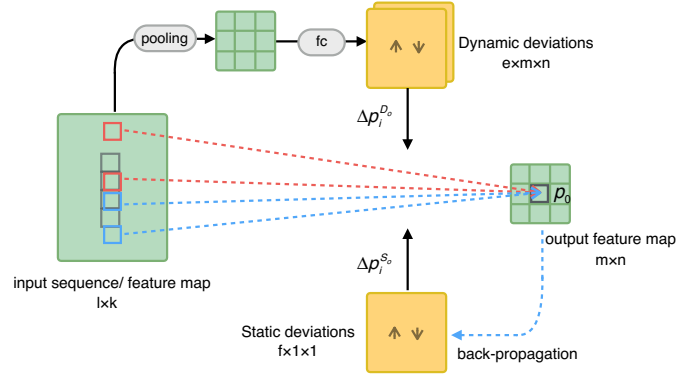 pooling
fc
Dynamic deviations
e×m×n
Δp_i^{D_o}
p_0
output feature map
m×n
Δp_i^{S_o}
input sequence/ feature map
l×k
Static deviations
f×1×1
back-propagation